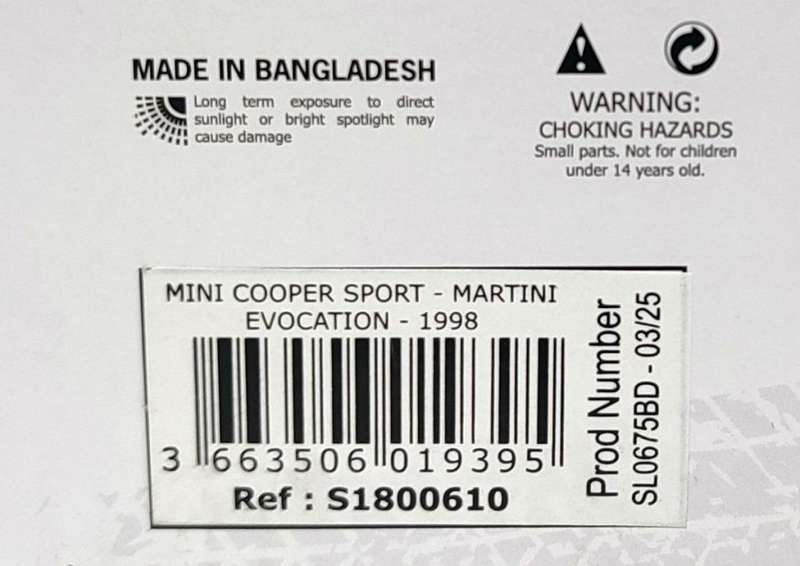 MADE IN BANGLADESH
Long term exposure to direct
sunlight or bright spotlight may
cause damage
WARNING:
CHOKING HAZARDS
Small parts. Not for children
under 14 years old.
MINI COOPER SPORT - MARTINI
EVOCATION - 1998
3 663506 019395
Ref : S1800610
Prod Number
SL0675BD - 03/25